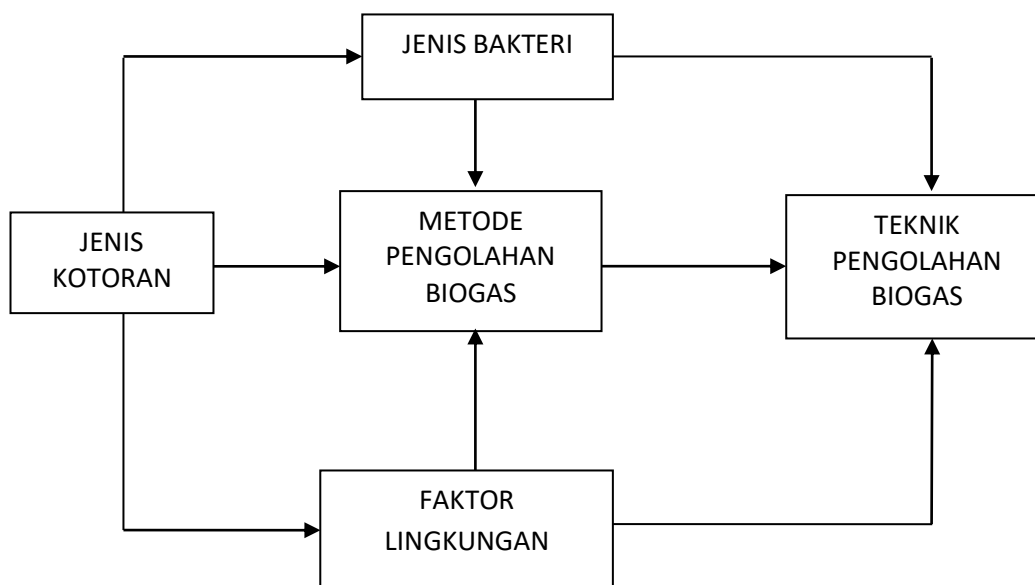 JENIS BAKTERI
JENIS
KOTORAN
METODE
PENGOLAHAN
BIOGAS
TEKNIK
PENGOLAHAN
BIOGAS
FAKTOR
LINGKUNGAN